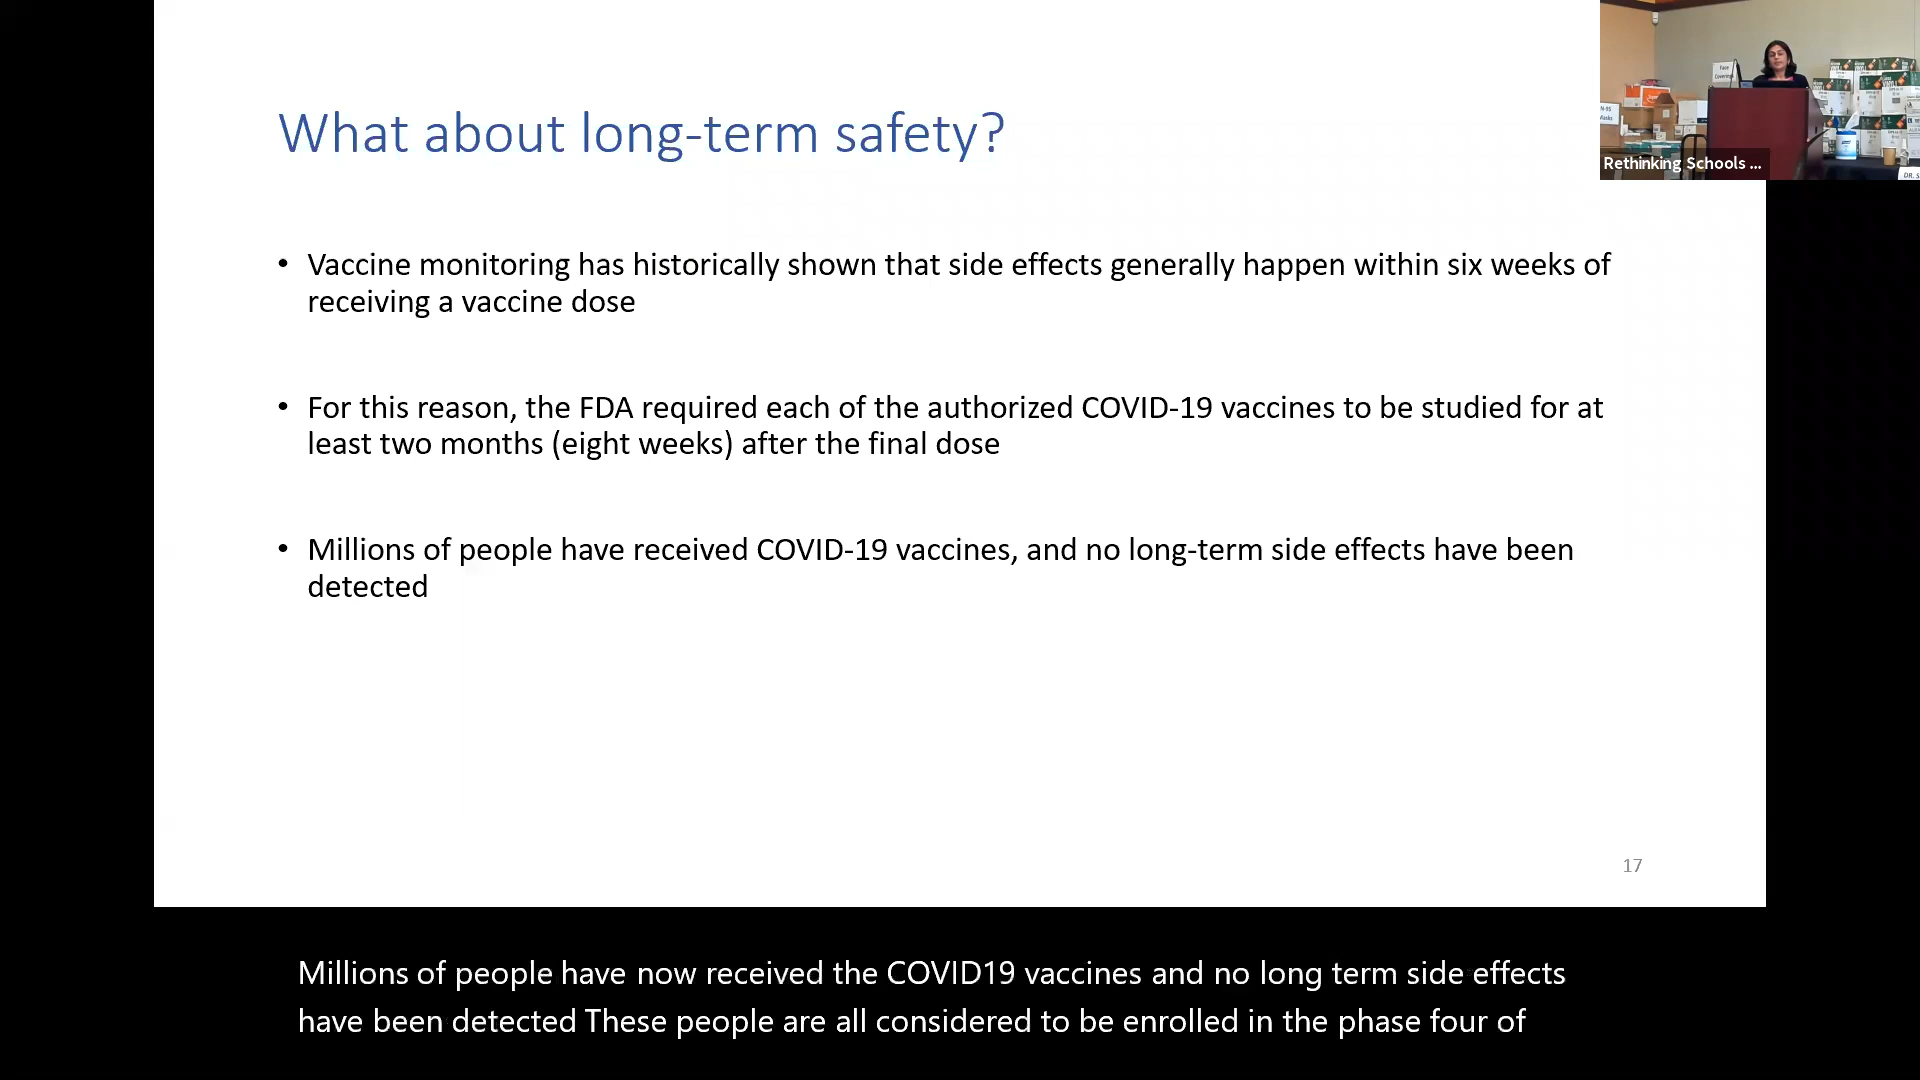 What about long-term safety?
Face
Coverings
N-95
Masks
Rethinking Schools ...
DR. S
• Vaccine monitoring has historically shown that side effects generally happen within six weeks of
receiving a vaccine dose
• For this reason, the FDA required each of the authorized COVID-19 vaccines to be studied for at
least two months (eight weeks) after the final dose
• Millions of people have received COVID-19 vaccines, and no long-term side effects have been
detected
17
Millions of people have now received the COVID19 vaccines and no long term side effects
have been detected These people are all considered to be enrolled in the phase four of